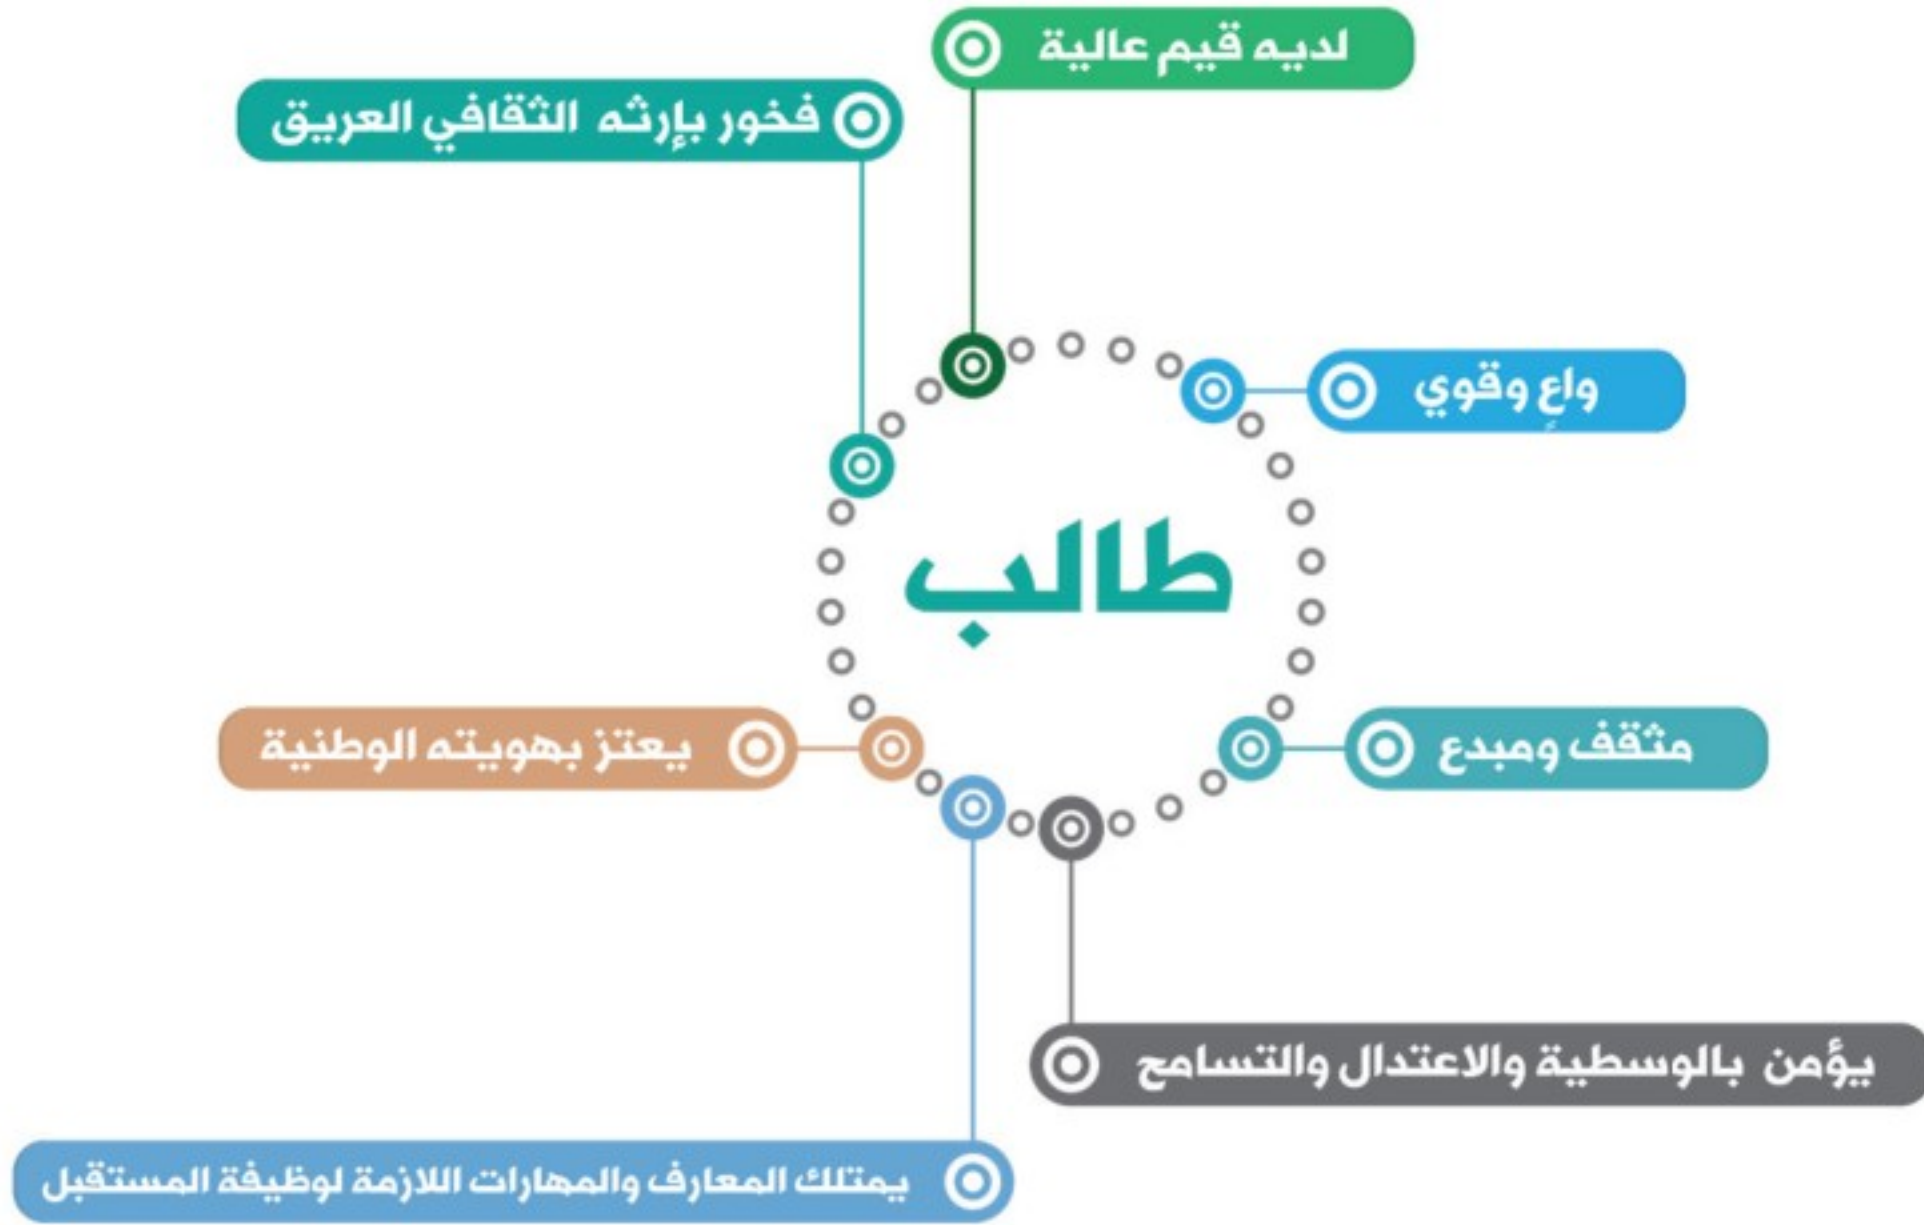 لديه قيم عالية
فخور بإرثه الثقافي العريق
واعٍ وقوي
طالب
مثقف ومبدع
يعتز بهويته الوطنية
يؤمن بالوسطية والاعتدال والتسامح
يمتلك المعارف والمهارات اللازمة لوظيفة المستقبل